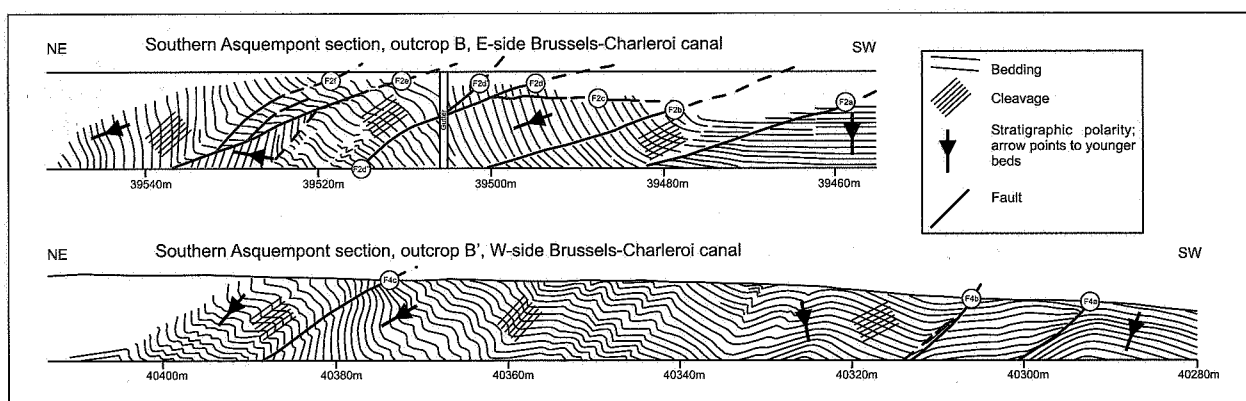 NE
Southern Asquempont section, outcrop B, E-side Brussels-Charleroi canal
SW
F2f
F2e
F2d'
F2d
F2c
F2b
F2a
F2d'
39540m
39520m
39500m
39480m
39460m
Bedding
Cleavage
Stratigraphic polarity;
arrow points to younger
beds
Fault
NE
Southern Asquempont section, outcrop B', W-side Brussels-Charleroi canal
SW
F4c
F4b
F4a
40400m
40380m
40360m
40340m
40320m
40300m
40280m